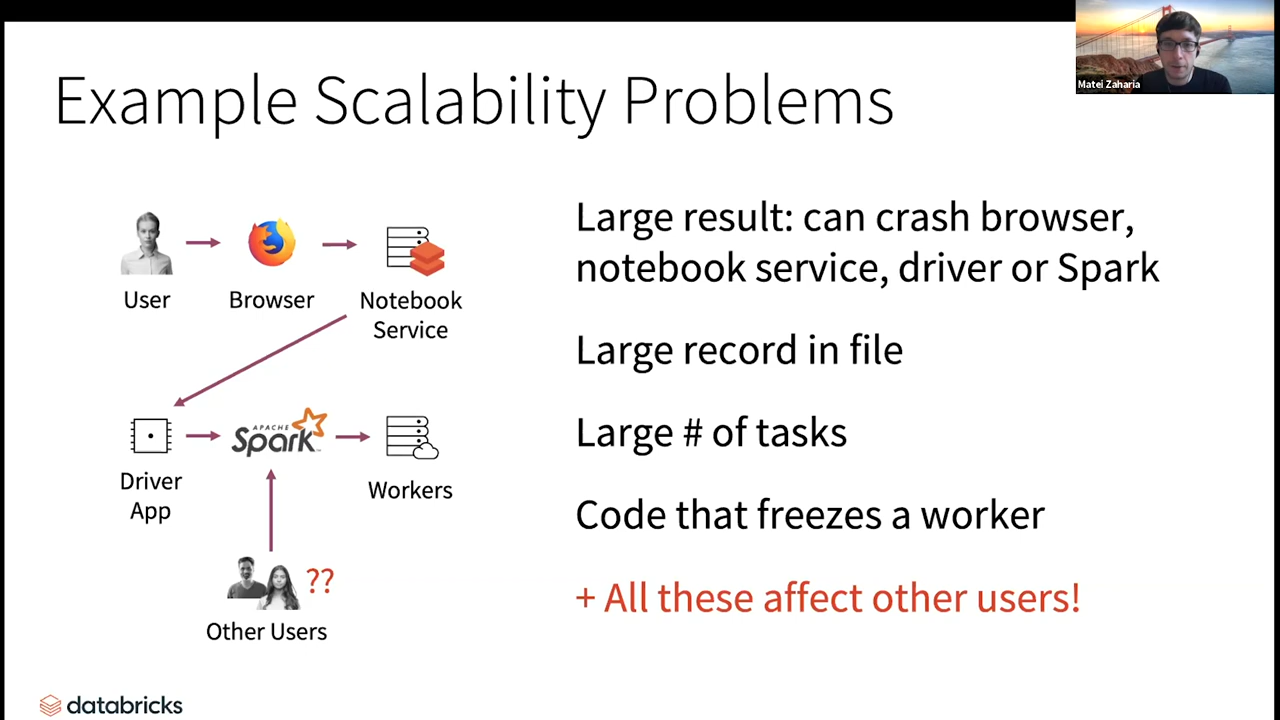 Matei Zaharia
Example Scalability Problems
User
Browser
Notebook
Service
Driver
App
APACHE
Spark
Workers
??
Other Users
Large result: can crash browser,
notebook service, driver or Spark
Large record in file
Large # of tasks
Code that freezes a worker
+ All these affect other users!
databricks